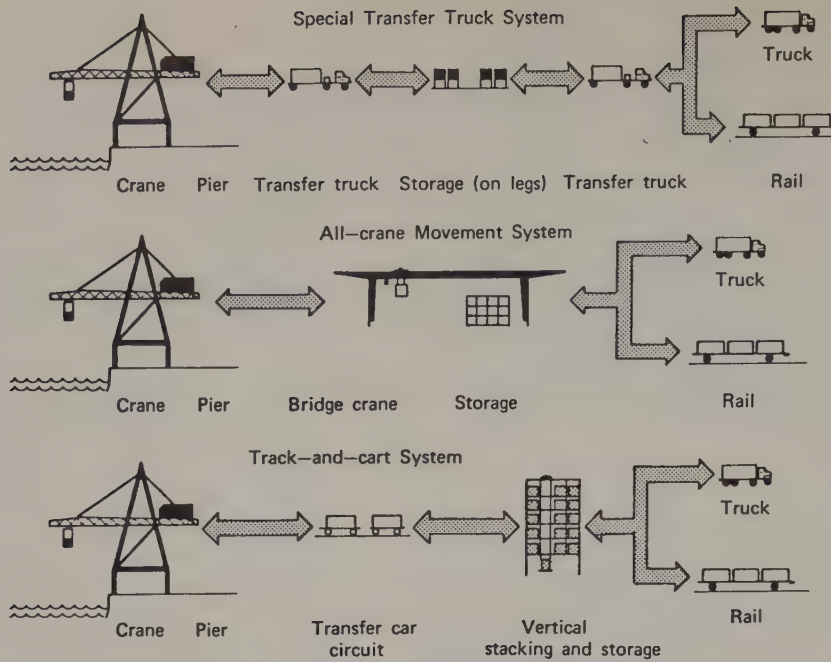 Special Transfer Truck System
Truck
Crane Pier Transfer truck Storage (on legs) Transfer truck Rail
All—crane Movement System
Truck
Crane Pier Bridge crane Storage Rail
Track—and—cart System
Truck
Rail
Crane Pier Transfer car circuit Vertical stacking and storage